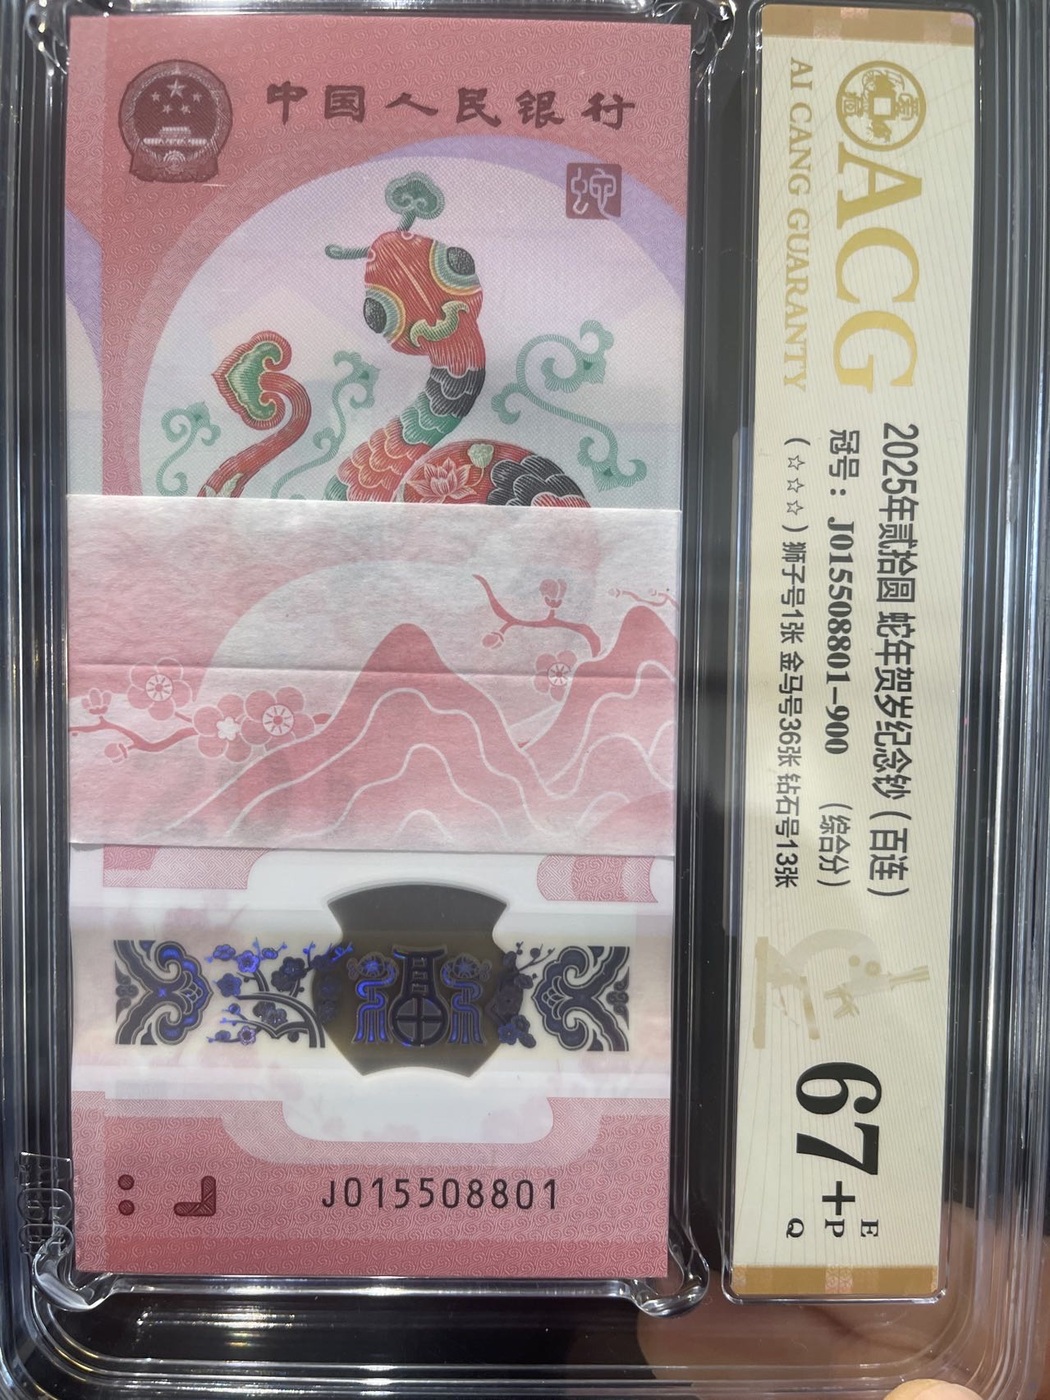 中国人民银行
J015508801
ACG
AI CANG GUARANTY
2025年贰拾圆 蛇年贺岁纪念钞（百连）
冠号：J015508801-900 （综合分）
（☆☆☆）狮子号1张 金马号36张 钻石号13张
67+
E
P
Q